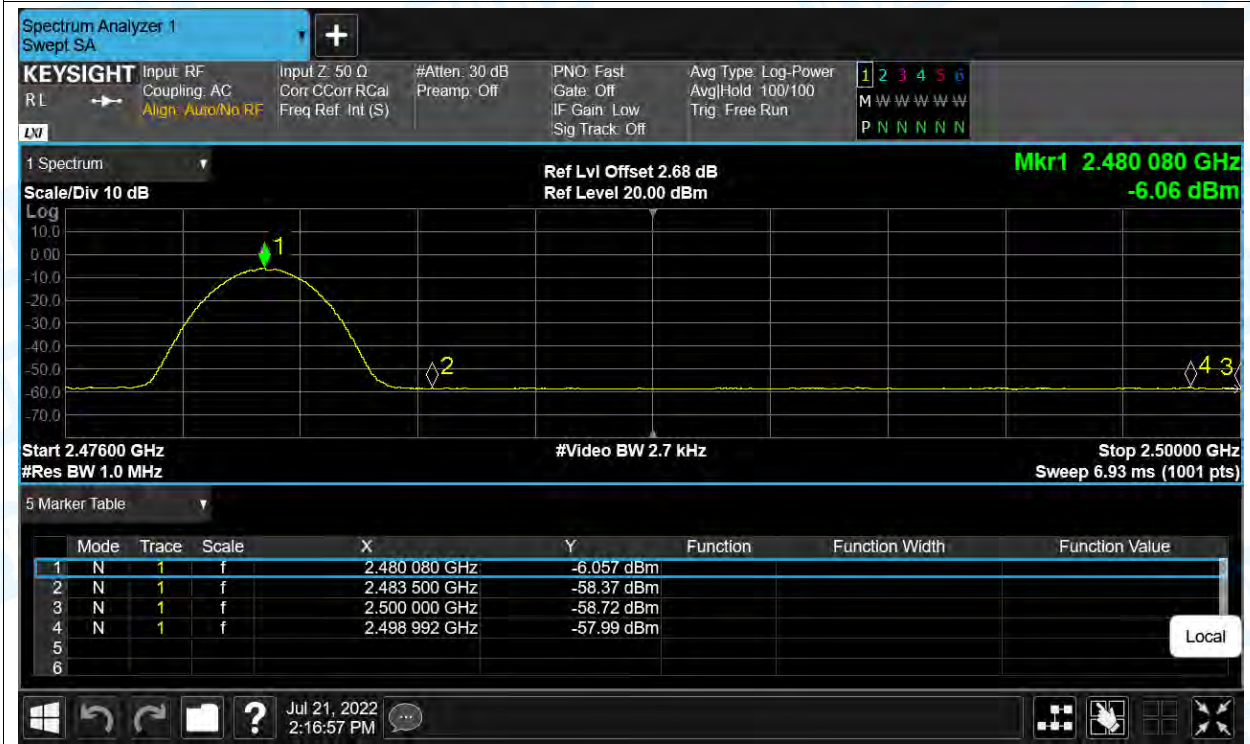 Spectrum Analyzer 1
Swept SA
KEYSIGHT
RL
LXI
Input: RF
Coupling: AC
Align: Auto/No RF
Input Z: 50 Ω
Corr CCorr RCal
Freq Ref: Int (S)
#Atten: 30 dB
Preamp: Off
PNO: Fast
Gate: Off
IF Gain: Low
Sig Track: Off
Avg Type: Log-Power
Avg|Hold: 100/100
Trig: Free Run
1 2 3 4 5 6
M W W W W W
P N N N N N
1 Spectrum
Scale/Div 10 dB
Ref Lvl Offset 2.68 dB
Ref Level 20.00 dBm
Mkr1 2.480 080 GHz
-6.06 dBm
Log
10.0
0.00
-10.0
-20.0
-30.0
-40.0
-50.0
-60.0
-70.0
1
2
4 3
Start 2.47600 GHz
#Res BW 1.0 MHz
#Video BW 2.7 kHz
Stop 2.50000 GHz
Sweep 6.93 ms (1001 pts)
5 Marker Table
Mode Trace Scale X Y Function Function Width Function Value
1 N 1 f 2.480 080 GHz -6.057 dBm
2 N 1 f 2.483 500 GHz -58.37 dBm
3 N 1 f 2.500 000 GHz -58.72 dBm
4 N 1 f 2.498 992 GHz -57.99 dBm
5
6
Local
?
Jul 21, 2022
2:16:57 PM